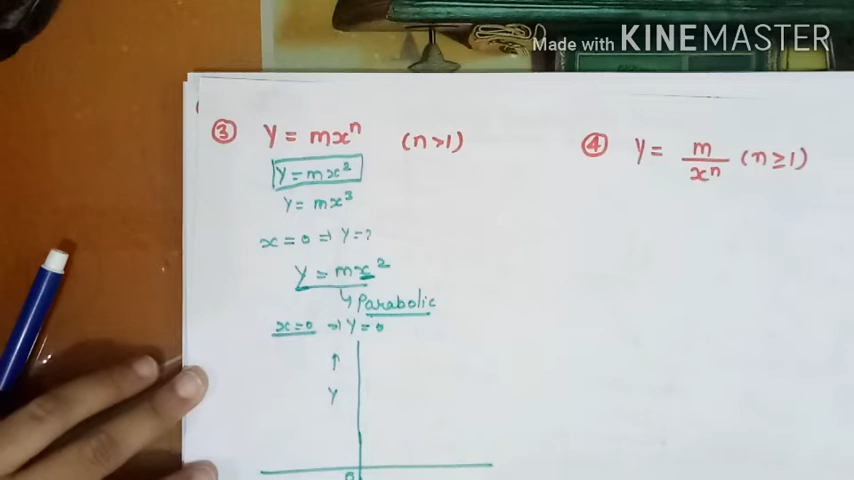 Made with KINEMASTER
③ y = mxⁿ (n>1)
y = mx²
y = mx³
x = 0 ⇒ y = ?
y = mx²
↳ Parabolic
x=0 ⇒ y = 0
↑
y
0
④ y = m/xⁿ (n≥1)